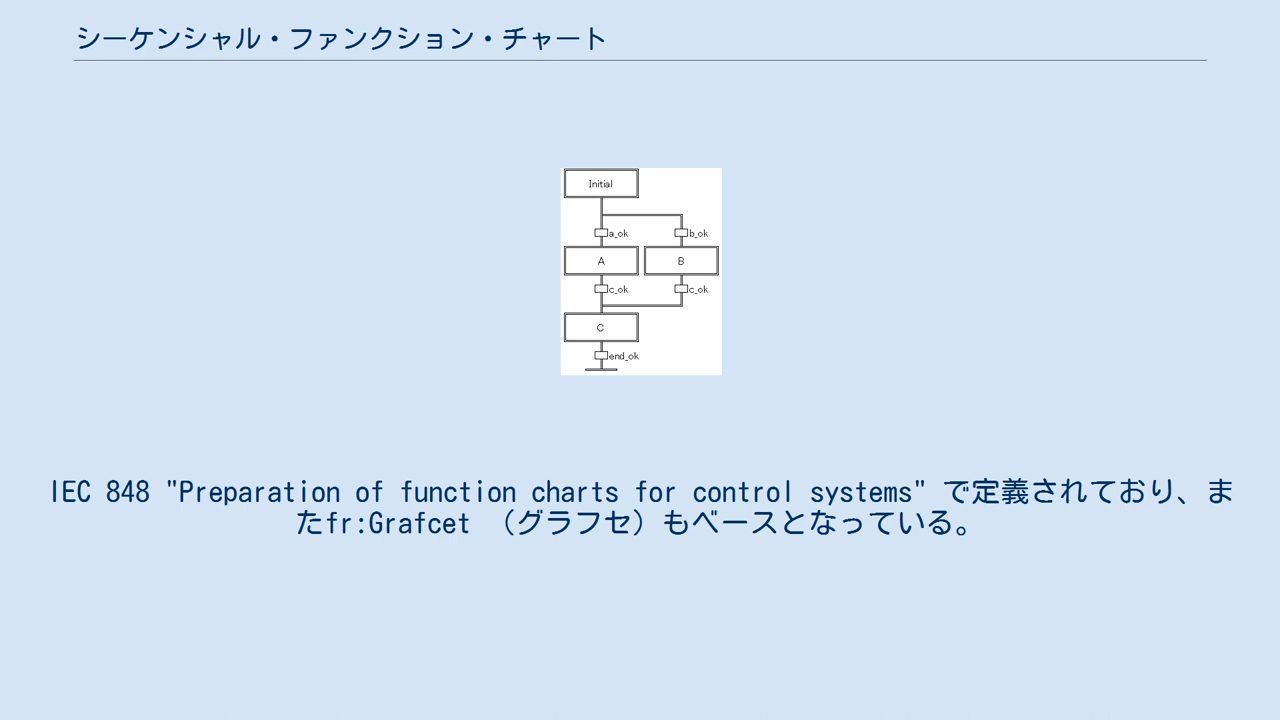 シーケンシャル・ファンクション・チャート
Initial
a_ok
b_ok
A
B
c_ok
c_ok
C
end_ok
IEC 848 "Preparation of function charts for control systems" で定義されており、ま
たfr:Grafcet （グラフセ）もベースとなっている。